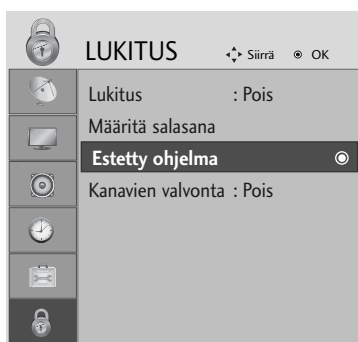 LUKITUS Siirrä OK
Lukitus : Pois
Määritä salasana
Estetty ohjelma
Kanavien valvonta : Pois